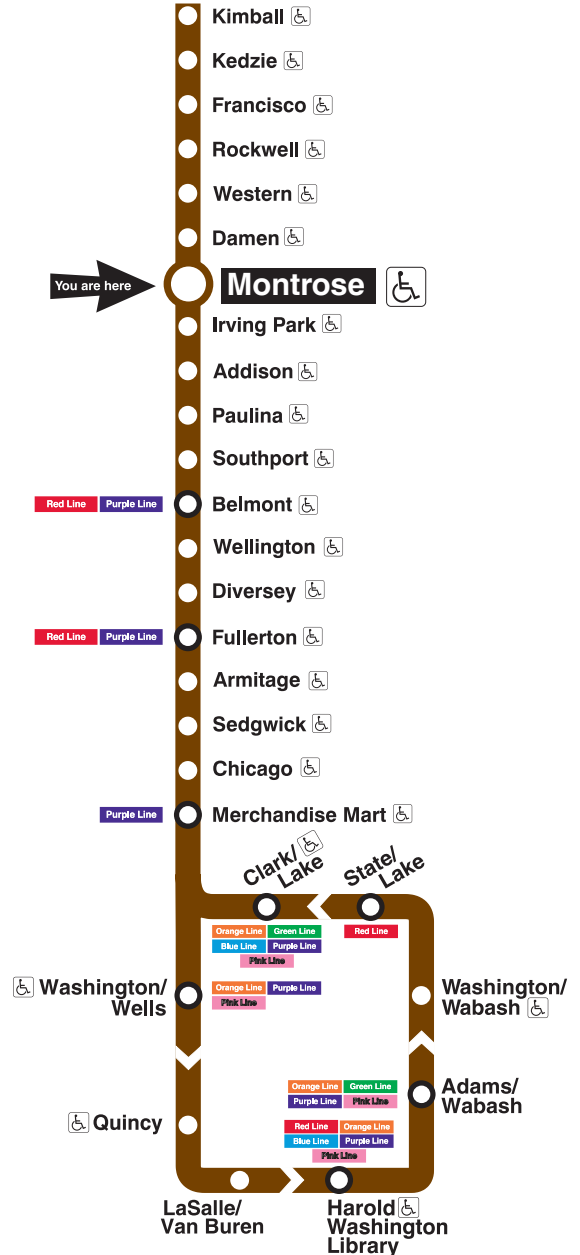 Kimball
Kedzie
Francisco
Rockwell
Western
Damen
You are here
Montrose
Irving Park
Addison
Paulina
Southport
Red Line Purple Line Belmont
Wellington
Diversey
Red Line Purple Line Fullerton
Armitage
Sedgwick
Chicago
Purple Line Merchandise Mart
Clark/
Lake
State/
Lake
Orange Line Green Line
Blue Line Purple Line
Pink Line
Red Line
Washington/
Wells
Orange Line Purple Line
Pink Line
Washington/
Wabash
Orange Line Green Line
Purple Line Pink Line
Adams/
Wabash
Quincy
Red Line Orange Line
Blue Line Purple Line
Pink Line
LaSalle/
Van Buren
Harold
Washington
Library